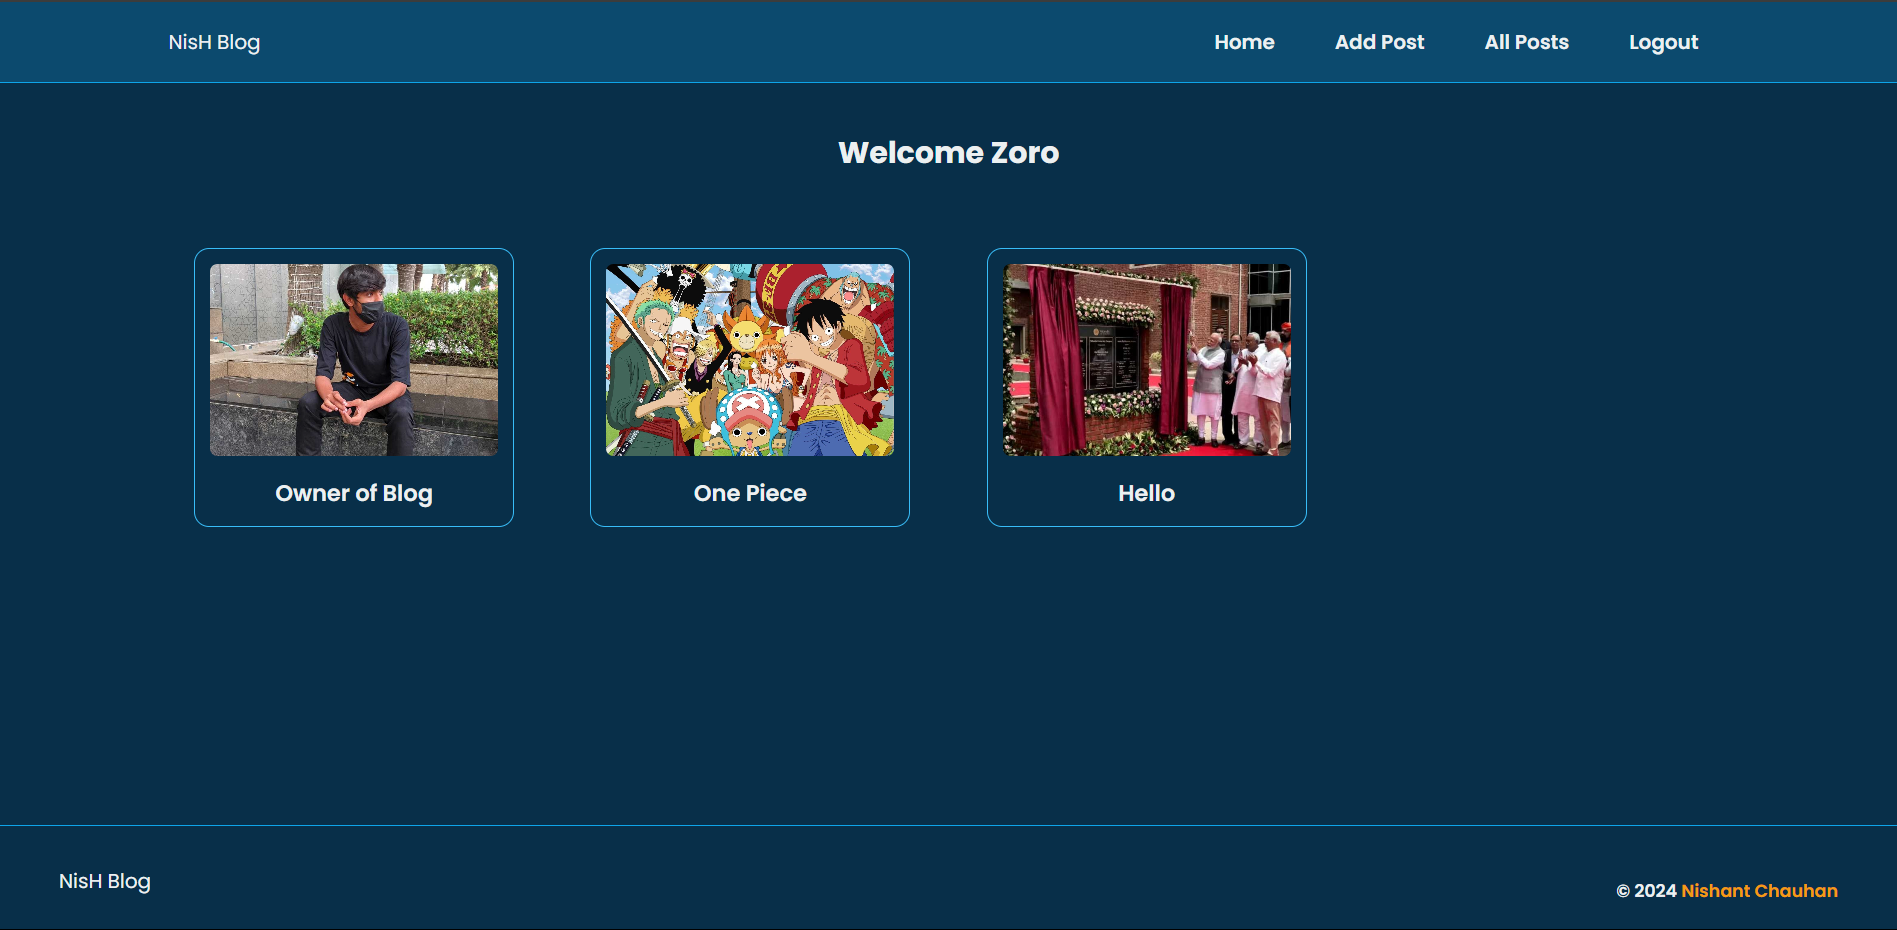 NisH Blog
Home
Add Post
All Posts
Logout
Welcome Zoro
Owner of Blog
One Piece
Hello
NisH Blog
© 2024 Nishant Chauhan